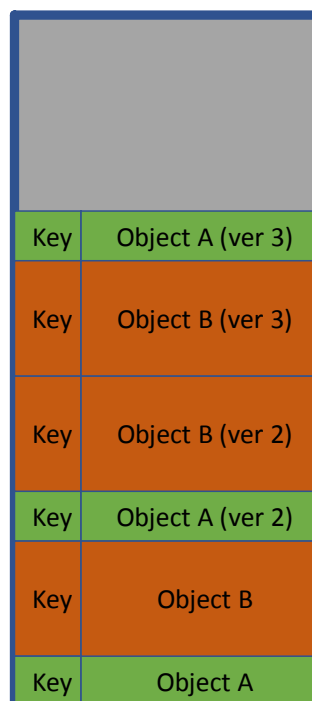 Key Object A (ver 3)
Key Object B (ver 3)
Key Object B (ver 2)
Key Object A (ver 2)
Key Object B
Key Object A